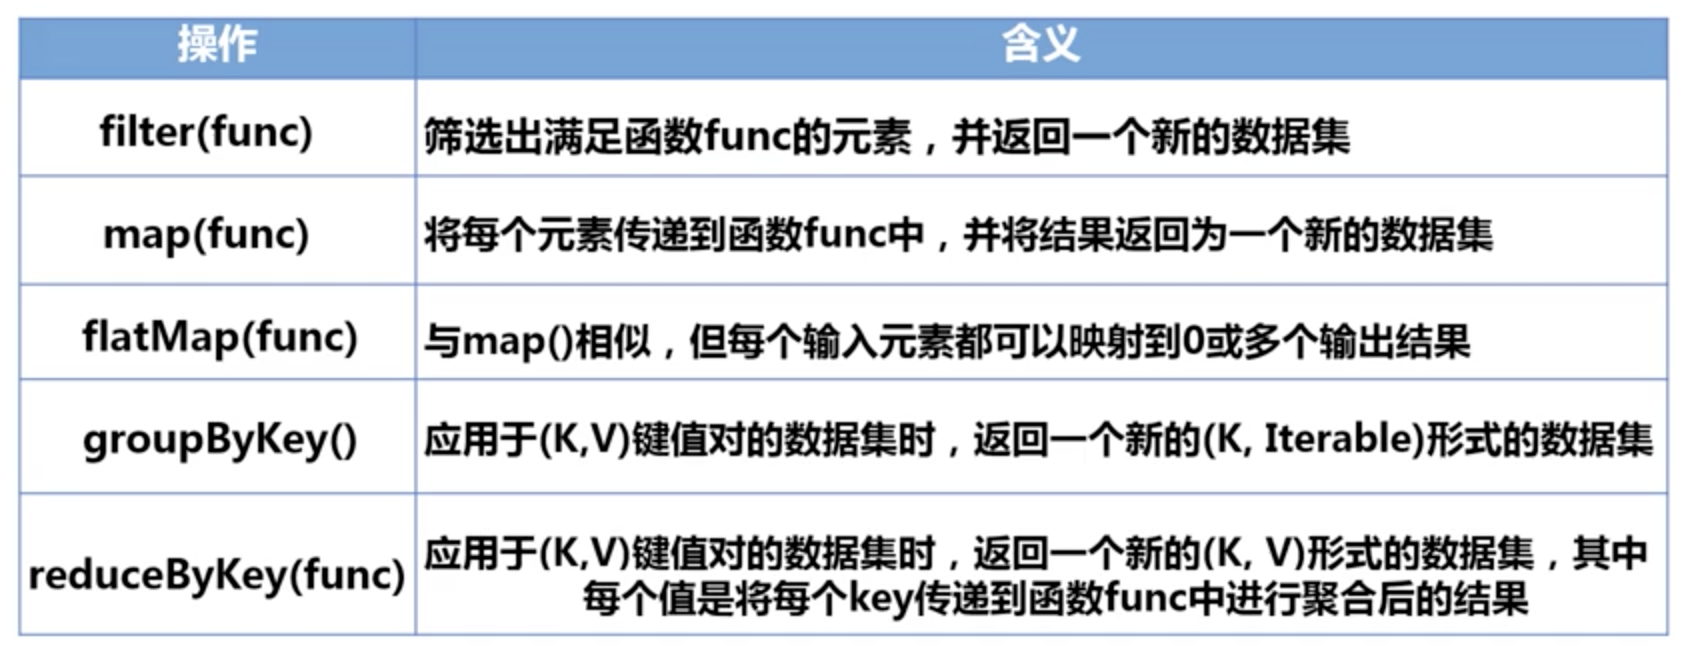 操作 含义
filter(func) 筛选出满足函数func的元素，并返回一个新的数据集
map(func) 将每个元素传递到函数func中，并将结果返回为一个新的数据集
flatMap(func) 与map()相似，但每个输入元素都可以映射到0或多个输出结果
groupByKey() 应用于(K,V)键值对的数据集时，返回一个新的(K, Iterable)形式的数据集
reduceByKey(func) 应用于(K,V)键值对的数据集时，返回一个新的(K, V)形式的数据集，其中
每个值是将每个key传递到函数func中进行聚合后的结果